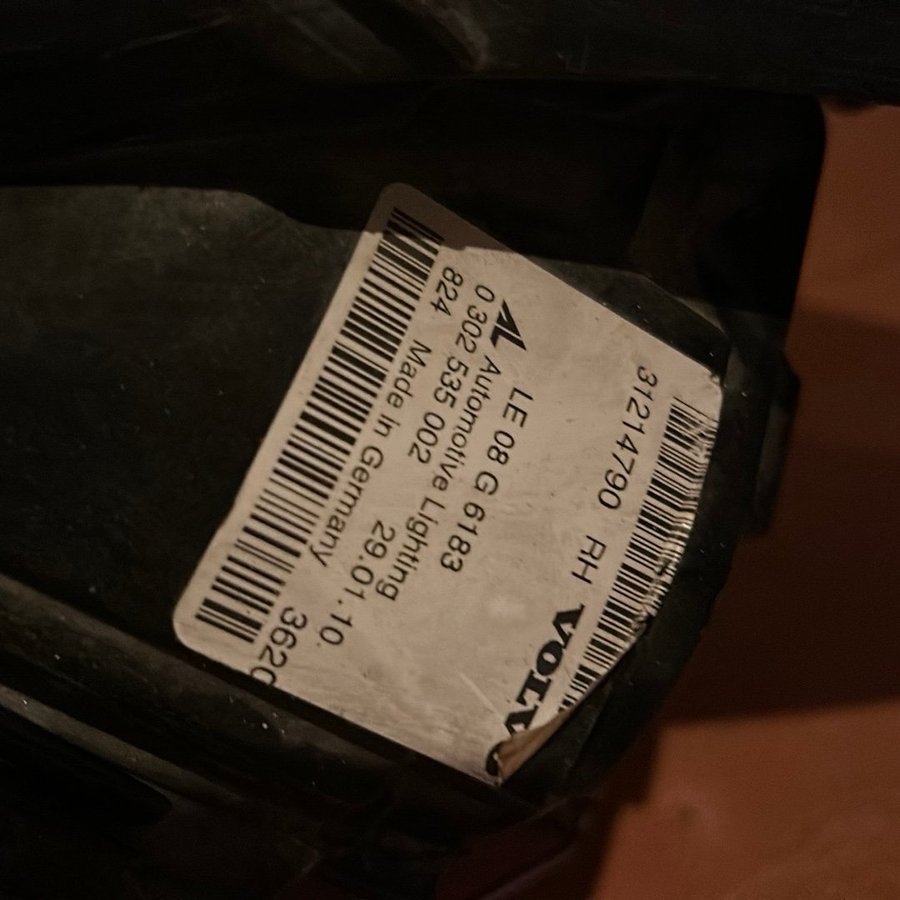 31214790 RH VOLVO
LE 08 G 6183
AL Automotive Lighting
0 302 535 002 29.01.10
824 Made in Germany 3620